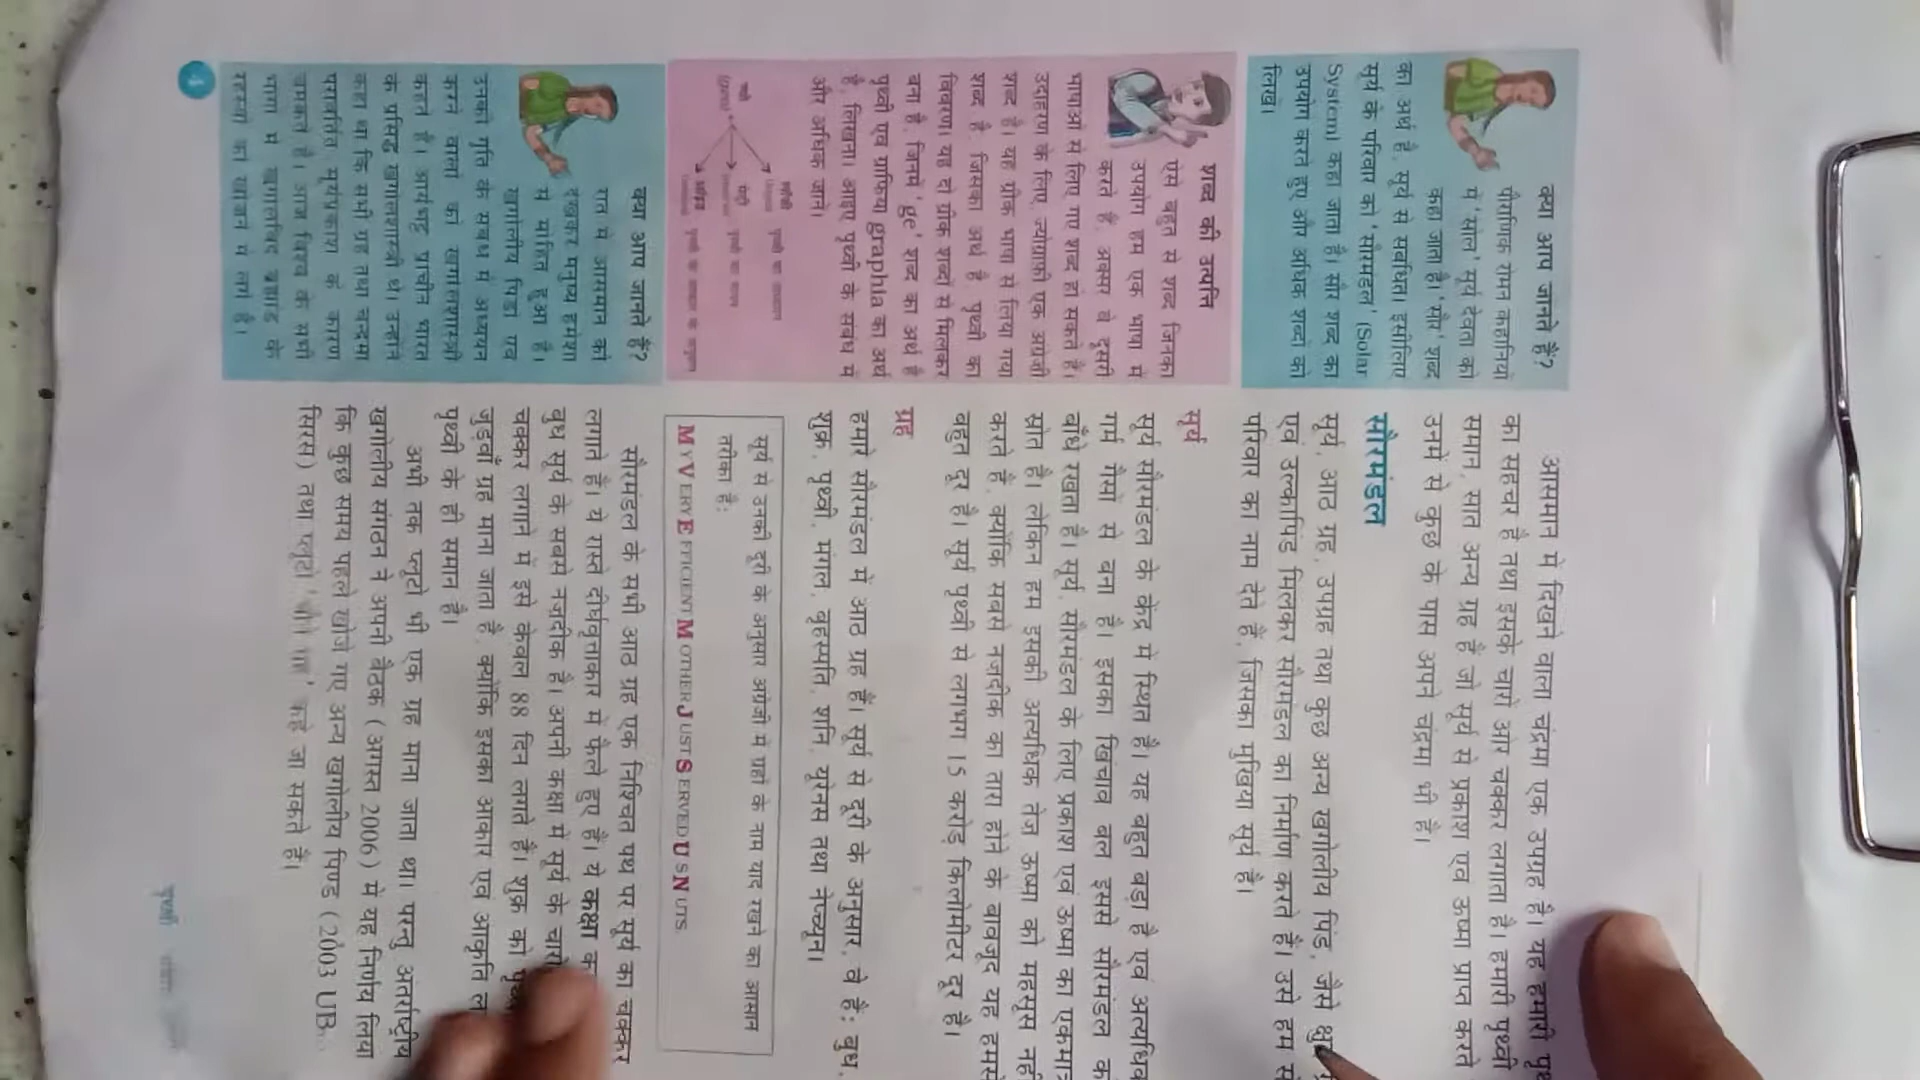 आसमान में दिखने वाला चंद्रमा एक उपग्रह है। यह हमारी
का सहचर है तथा इसके चारों ओर चक्कर लगाता है। हमारी पृथ्वी
समान, सात अन्य ग्रह हैं जो सूर्य से प्रकाश एवं ऊष्मा प्राप्त करते
उनमें से कुछ के पास अपने चंद्रमा भी हैं।
सौरमंडल
सूर्य, आठ ग्रह, उपग्रह तथा कुछ अन्य खगोलीय पिंड, जैसे
एवं उल्कापिंड मिलकर सौरमंडल का निर्माण करते हैं। उसे हम
परिवार का नाम देते हैं, जिसका मुखिया सूर्य है।
सूर्य
सूर्य सौरमंडल के केंद्र में स्थित है। यह बहुत बड़ा है एवं अत्यधिक
गर्म गैसों से बना है। इसका खिंचाव बल इससे सौरमंडल
बाँधे रखता है। सूर्य, सौरमंडल के लिए प्रकाश एवं ऊष्मा का एकमात्र
स्रोत है। लेकिन हम इसकी अत्यधिक तेज ऊष्मा को महसूस नहीं
करते हैं, क्योंकि सबसे नजदीक का तारा होने के बावजूद यह हमसे
बहुत दूर है। सूर्य पृथ्वी से लगभग 15 करोड़ किलोमीटर दूर है।
ग्रह
हमारे सौरमंडल में आठ ग्रह हैं। सूर्य से दूरी के अनुसार, वे हैं : बुध,
शुक्र, पृथ्वी, मंगल, बृहस्पति, शनि, यूरेनस तथा नेप्च्यून।
सूर्य से उनकी दूरी के अनुसार अंग्रेजी में ग्रहों के नाम याद रखने का आसान
तरीका है :
MY VERY EFFICIENT MOTHER JUST SERVED US NUTS.
सौरमंडल के सभी आठ ग्रह एक निश्चित पथ पर सूर्य का चक्कर
लगाते हैं। ये रास्ते दीर्घवृत्ताकार में फैले हुए हैं। ये कक्षा
बुध सूर्य के सबसे नजदीक है। अपनी कक्षा में सूर्य के चारों
चक्कर लगाने में इसे केवल 88 दिन लगते हैं। शुक्र को
जुड़वाँ ग्रह माना जाता है, क्योंकि इसका आकार एवं आकृति
पृथ्वी के ही समान है।
अभी तक प्लूटो भी एक ग्रह माना जाता था। परन्तु अंतर्राष्ट्रीय
खगोलीय संगठन ने अपनी बैठक (अगस्त 2006) में यह निर्णय लिया
कि कुछ समय पहले खोजे गए अन्य खगोलीय पिण्ड (2003 UB
सिरस) तथा प्लूटो कहे जा सकते हैं।
क्या आप जानते हैं?
पौराणिक रोमन कहानियों
में 'सोल' सूर्य देवता को
कहा जाता है। 'सौर' शब्द
का अर्थ है, सूर्य से संबंधित। इसीलिए
सूर्य के परिवार को 'सौरमंडल' (Solar
System) कहा जाता है। सौर शब्द का
उपयोग करते हुए और अधिक शब्दों को
लिखें।
शब्द की उत्पत्ति
ऐसे बहुत से शब्द जिनका
उपयोग हम एक भाषा में
करते हैं, अक्सर वे दूसरी
भाषाओं से लिए गए शब्द हो सकते हैं।
उदाहरण के लिए, ज्योग्राफी एक अंग्रेजी
शब्द है। यह ग्रीक भाषा से लिया गया
शब्द है, जिसका अर्थ है, पृथ्वी का
विवरण। यह दो ग्रीक शब्दों से मिलकर
बना है, जिनमें 'ge' शब्द का अर्थ है
पृथ्वी एवं ग्राफिया graphia का अर्थ
है, लिखना। आइए पृथ्वी के संबंध में
और अधिक जानें।
क्या आप जानते हैं?
रात में आसमान को
देखकर मनुष्य हमेशा
से मोहित हुआ है।
खगोलीय पिंडों एवं
उनकी गति के संबंध में अध्ययन
करने वालों को खगोलशास्त्री
कहते हैं। आर्यभट्ट प्राचीन भारत
के प्रसिद्ध खगोलशास्त्री थे। उन्होंने
कहा था कि सभी ग्रह तथा चन्द्रमा
परावर्तित सूर्यप्रकाश के कारण
चमकते हैं। आज विश्व के सभी
भागों में खगोलविद् ब्रह्मांड के
रहस्यों को खोजने में लगे हैं।
पृथ्वी